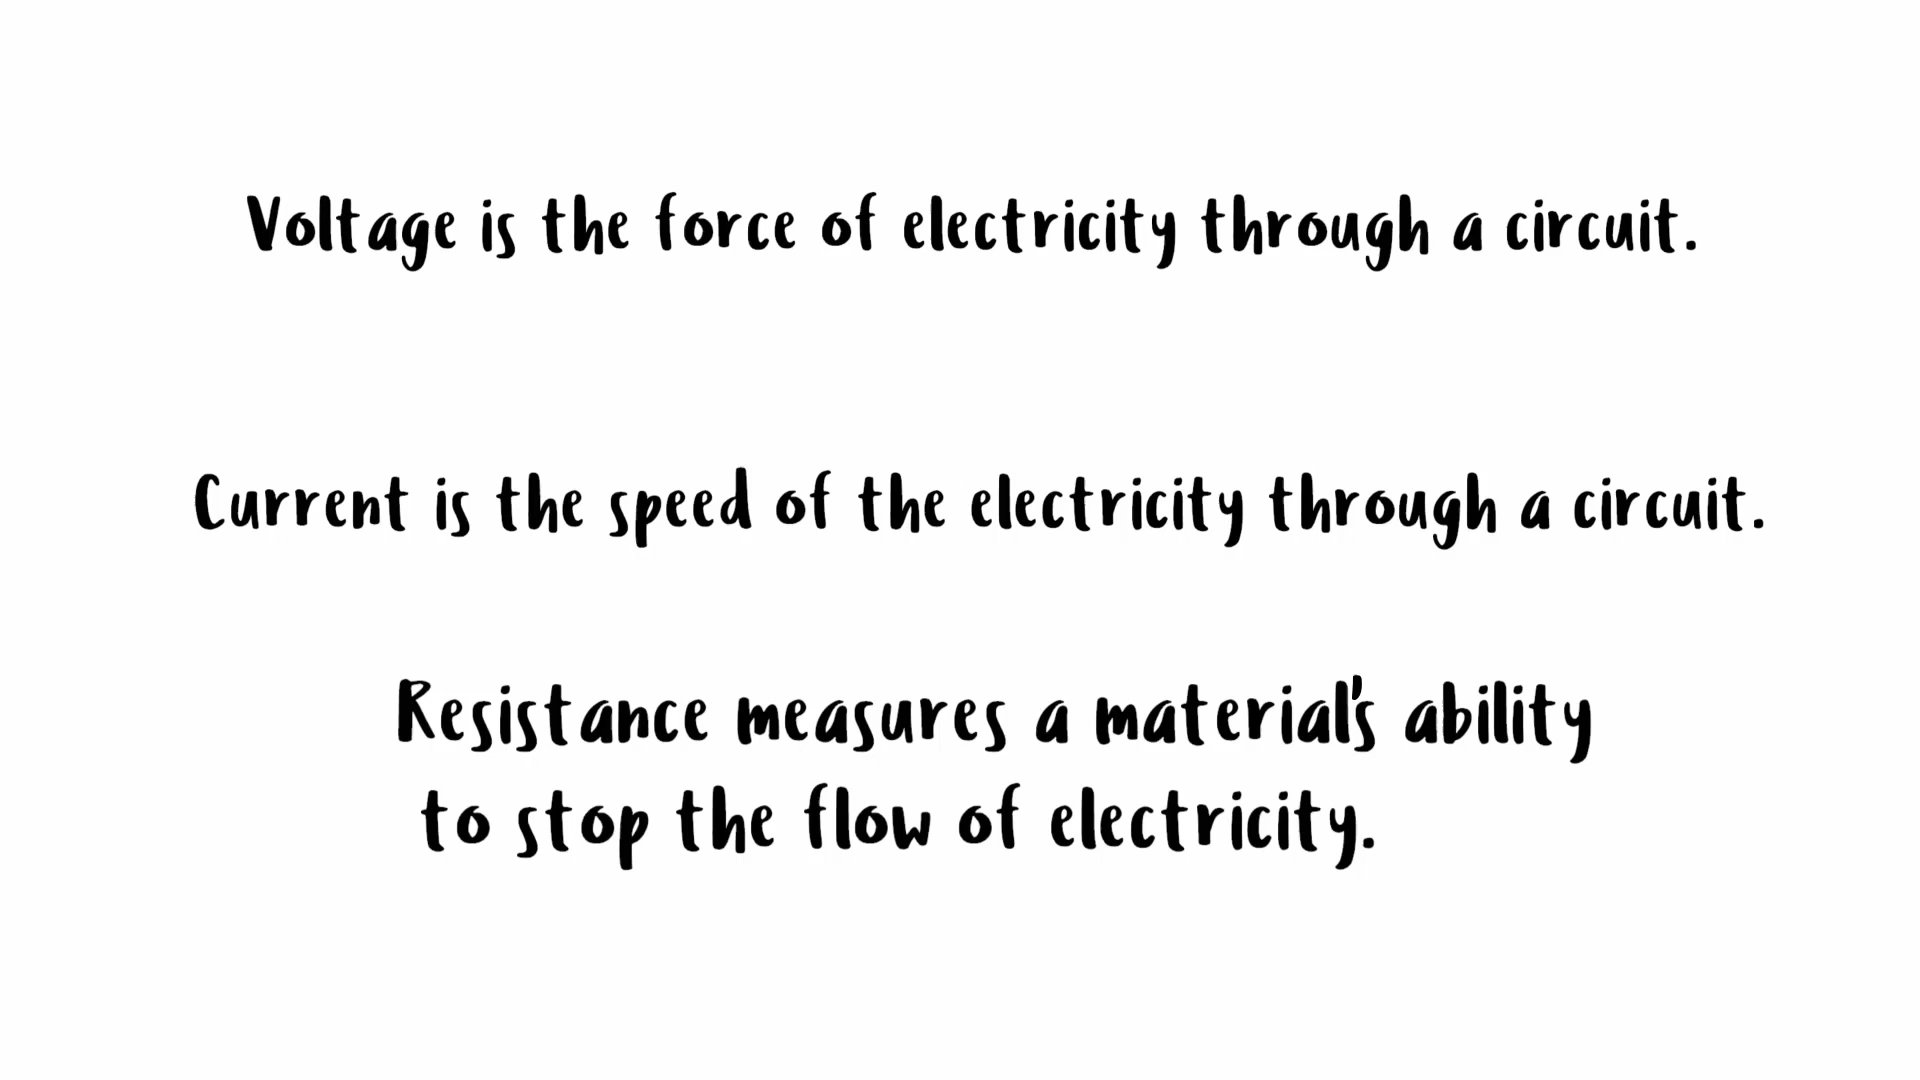 Voltage is the force of electricity through a circuit.
Current is the speed of the electricity through a circuit.
Resistance measures a material's ability
to stop the flow of electricity.